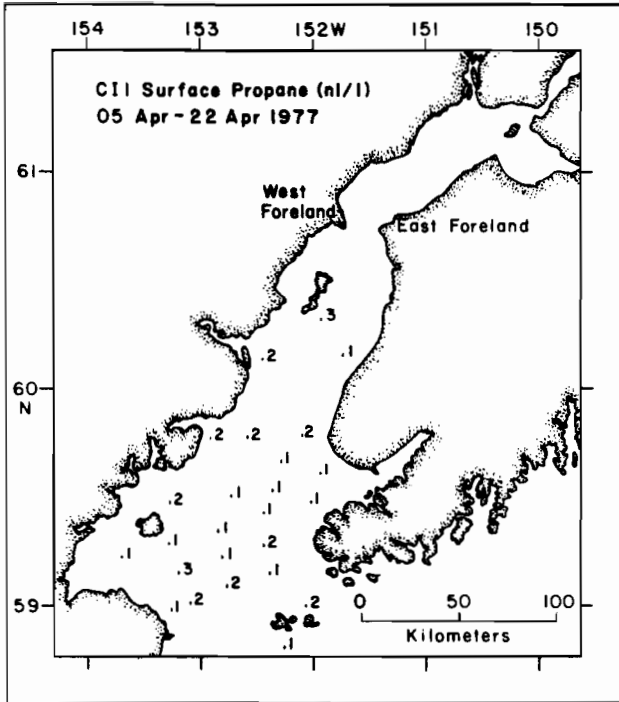 154 153 152W 151 150
CI1 Surface Propane (nl/l)
05 Apr-22 Apr 1977
61
West
Foreland
East Foreland
.3
.2 .1
60
N
.2 .2 .2
.1
.1
.2 .1 .1 .1
.1
.1
.1 .2
.1 .1
.3 .1
.2
.1 .2 .2
59
0 50 100
Kilometers
.1